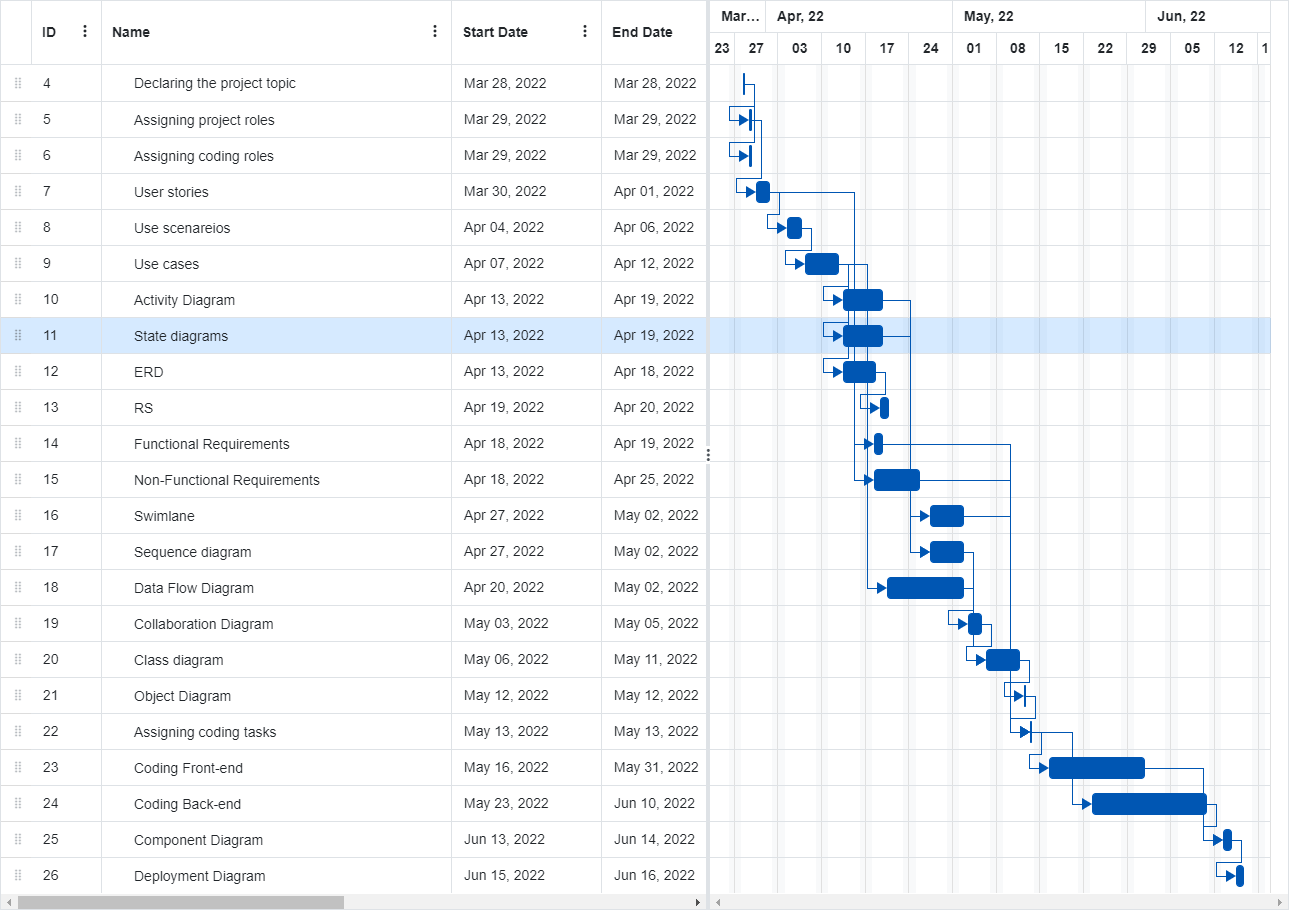 ID Name Start Date End Date Mar... Apr, 22 May, 22 Jun, 22
23 27 03 10 17 24 01 08 15 22 29 05 12 1
4 Declaring the project topic Mar 28, 2022 Mar 28, 2022
5 Assigning project roles Mar 29, 2022 Mar 29, 2022
6 Assigning coding roles Mar 29, 2022 Mar 29, 2022
7 User stories Mar 30, 2022 Apr 01, 2022
8 Use scenareios Apr 04, 2022 Apr 06, 2022
9 Use cases Apr 07, 2022 Apr 12, 2022
10 Activity Diagram Apr 13, 2022 Apr 19, 2022
11 State diagrams Apr 13, 2022 Apr 19, 2022
12 ERD Apr 13, 2022 Apr 18, 2022
13 RS Apr 19, 2022 Apr 20, 2022
14 Functional Requirements Apr 18, 2022 Apr 19, 2022
15 Non-Functional Requirements Apr 18, 2022 Apr 25, 2022
16 Swimlane Apr 27, 2022 May 02, 2022
17 Sequence diagram Apr 27, 2022 May 02, 2022
18 Data Flow Diagram Apr 20, 2022 May 02, 2022
19 Collaboration Diagram May 03, 2022 May 05, 2022
20 Class diagram May 06, 2022 May 11, 2022
21 Object Diagram May 12, 2022 May 12, 2022
22 Assigning coding tasks May 13, 2022 May 13, 2022
23 Coding Front-end May 16, 2022 May 31, 2022
24 Coding Back-end May 23, 2022 Jun 10, 2022
25 Component Diagram Jun 13, 2022 Jun 14, 2022
26 Deployment Diagram Jun 15, 2022 Jun 16, 2022